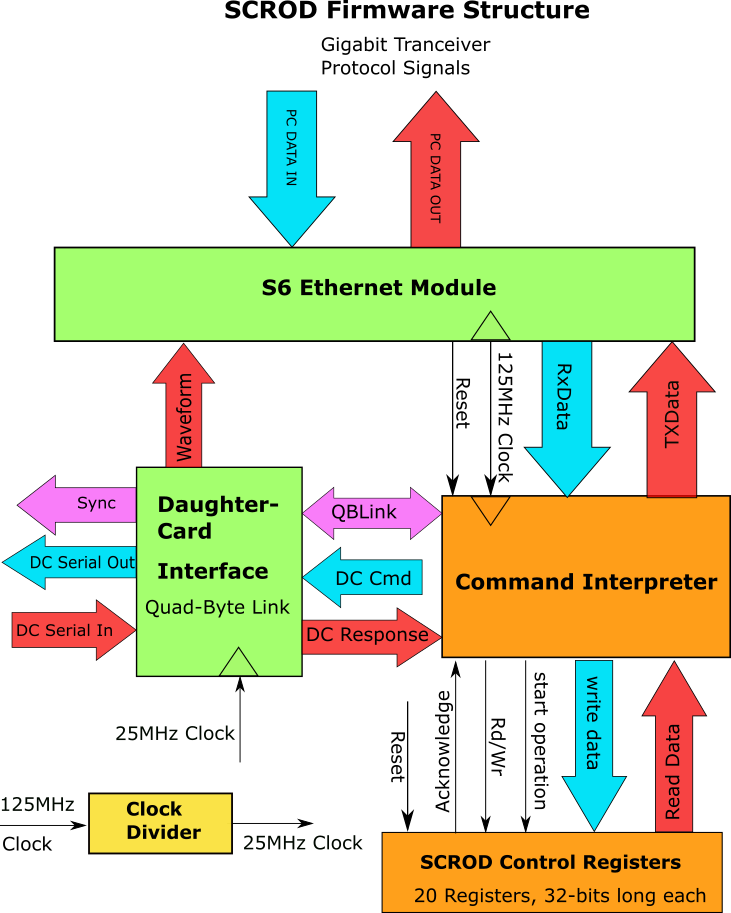 SCROD Firmware Structure
Gigabit Tranceiver
Protocol Signals
PC DATA IN
PC DATA OUT
S6 Ethernet Module
Waveform
Reset
125MHz Clock
RxData
TXData
Sync
DC Serial Out
DC Serial In
Daughter-
Card
Interface
Quad-Byte Link
QBLink
DC Cmd
DC Response
Command Interpreter
25MHz Clock
Reset
Acknowledge
Rd/Wr
start operation
write data
Read Data
125MHz
Clock
Clock
Divider
25MHz Clock
SCROD Control Registers
20 Registers, 32-bits long each